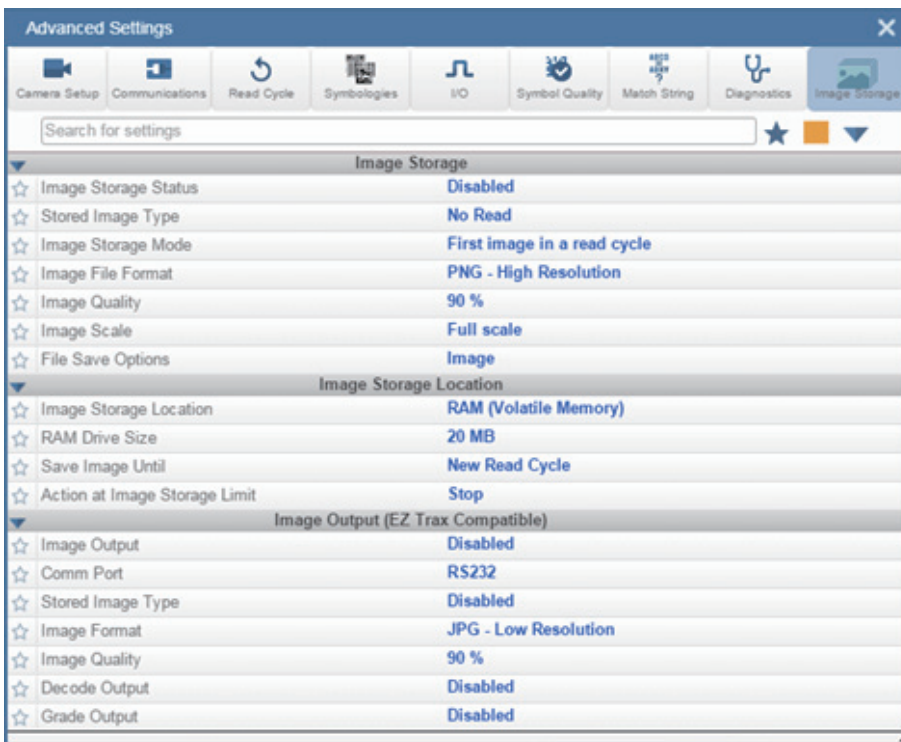 Advanced Settings
Camera Setup Communications Read Cycle Symbologies I/O Symbol Quality Match String Diagnostics Image Storage
Search for settings
Image Storage
Image Storage Status Disabled
Stored Image Type No Read
Image Storage Mode First image in a read cycle
Image File Format PNG - High Resolution
Image Quality 90 %
Image Scale Full scale
File Save Options Image
Image Storage Location
Image Storage Location RAM (Volatile Memory)
RAM Drive Size 20 MB
Save Image Until New Read Cycle
Action at Image Storage Limit Stop
Image Output (EZ Trax Compatible)
Image Output Disabled
Comm Port RS232
Stored Image Type Disabled
Image Format JPG - Low Resolution
Image Quality 90 %
Decode Output Disabled
Grade Output Disabled